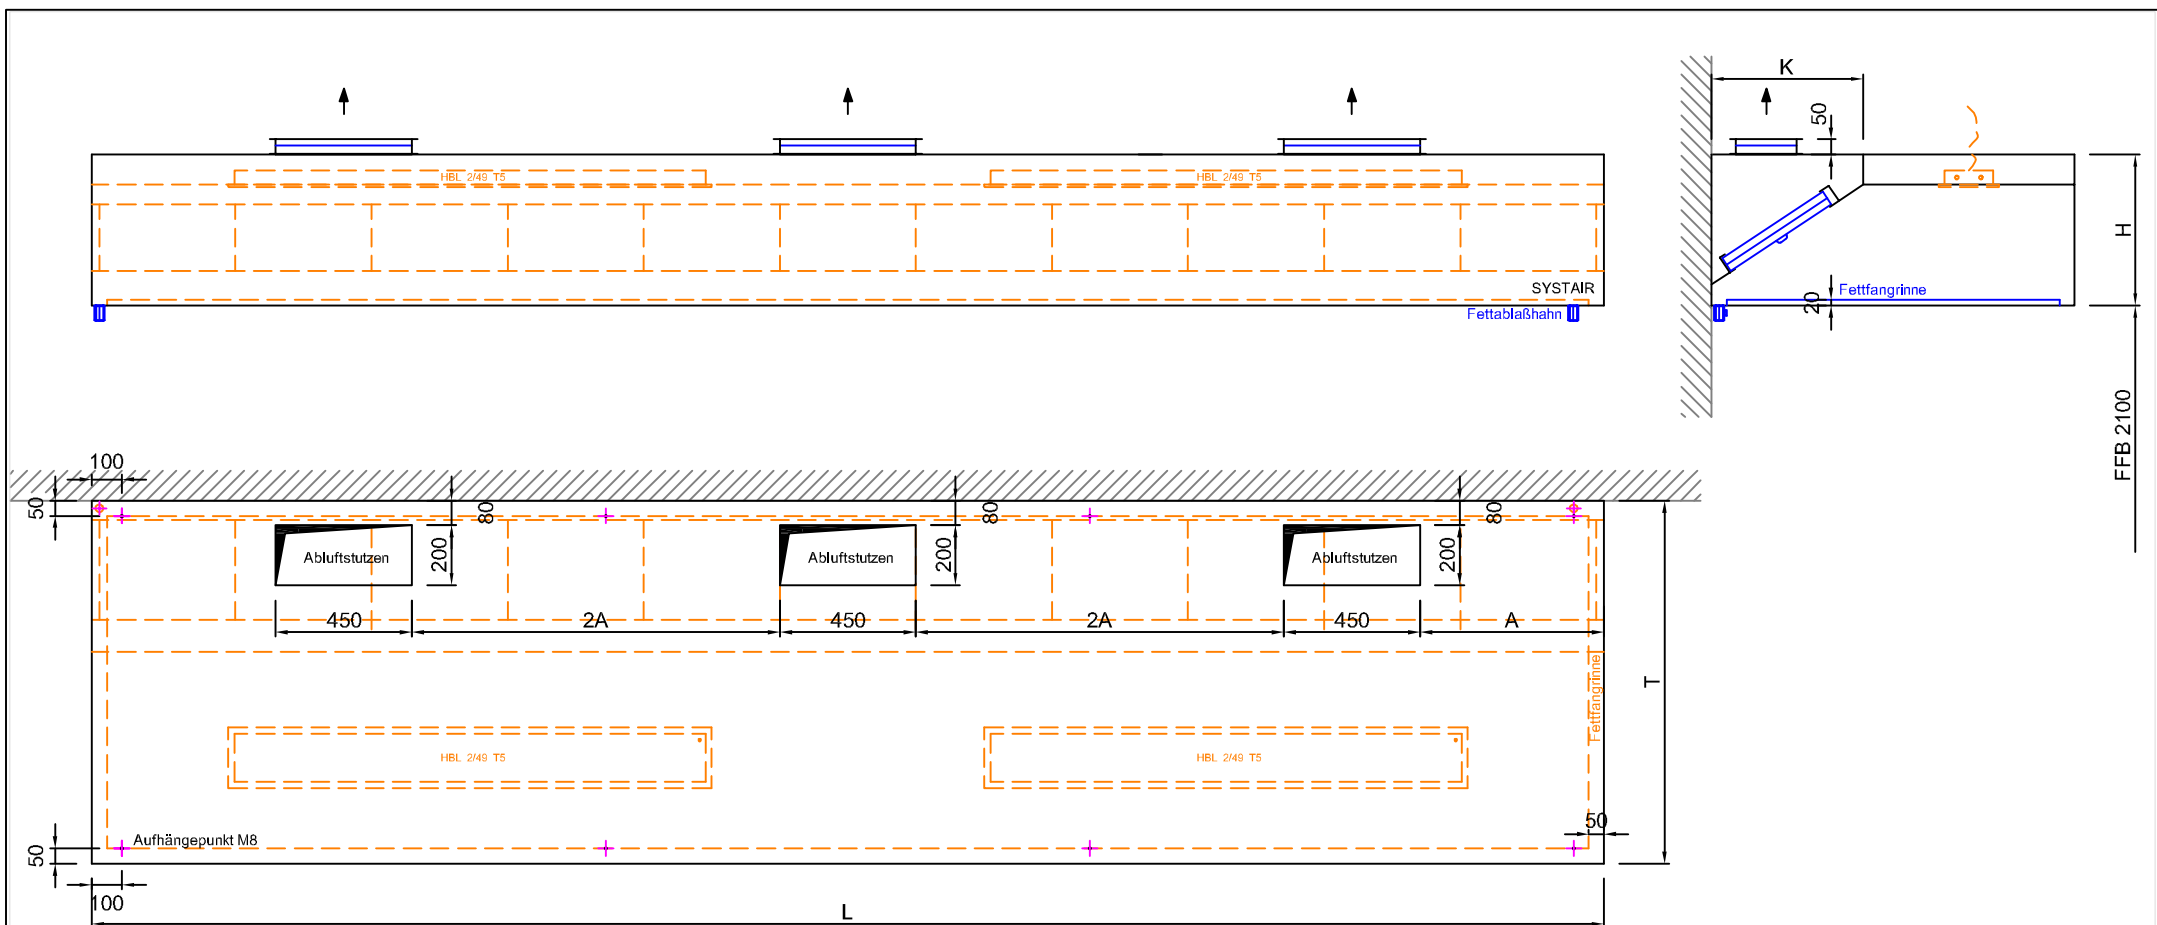 K
50
HBL 2/49 T5
HBL 2/49 T5
H
SYSTAIR
Fettablaßhahn
Fettfangrinne
20
FFB 2100
100
50
80
80
80
Abluftstutzen
200
Abluftstutzen
200
Abluftstutzen
200
450
2A
450
2A
450
A
T
Fettfangrinne
HBL 2/49 T5
HBL 2/49 T5
Aufhängepunkt M8
50
50
100
L